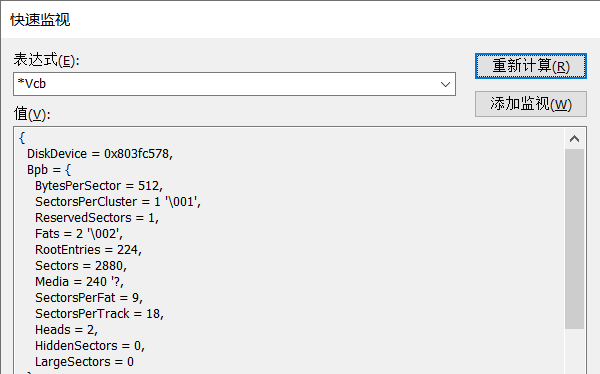 快速监视
表达式(E):
重新计算(R)
*Vcb
添加监视(W)
值(V):
{
DiskDevice = 0x803fc578,
Bpb = {
BytesPerSector = 512,
SectorsPerCluster = 1 '\001',
ReservedSectors = 1,
Fats = 2 '\002',
RootEntries = 224,
Sectors = 2880,
Media = 240 '?,
SectorsPerFat = 9,
SectorsPerTrack = 18,
Heads = 2,
HiddenSectors = 0,
LargeSectors = 0